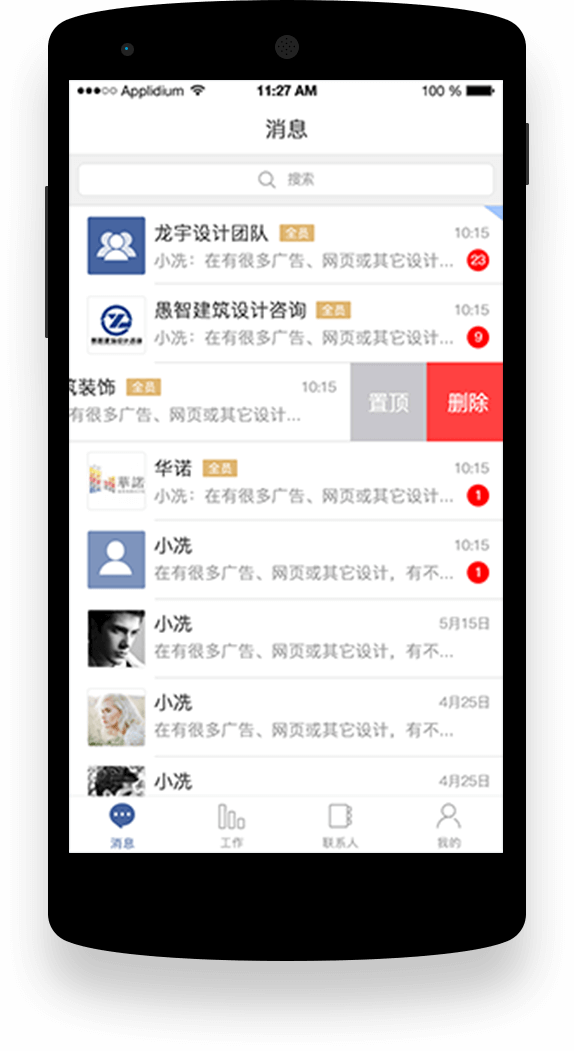 Applidium 11:27 AM 100 %
消息
搜索
龙宇设计团队 全员 10:15
小冼：在有很多广告、网页或其它设计... 23
愚智建筑设计咨询 全员 10:15
小冼：在有很多广告、网页或其它设计... 9
筑装饰 全员 10:15 置顶 删除
有很多广告、网页或其它设计...
华诺 全员 10:15
華諾
小冼：在有很多广告、网页或其它设计... 1
小冼 10:15
在有很多广告、网页或其它设计，有不... 1
小冼 5月15日
在有很多广告、网页或其它设计，有不...
小冼 4月25日
在有很多广告、网页或其它设计，有不...
小冼 4月25日
消息 工作 联系人 我的